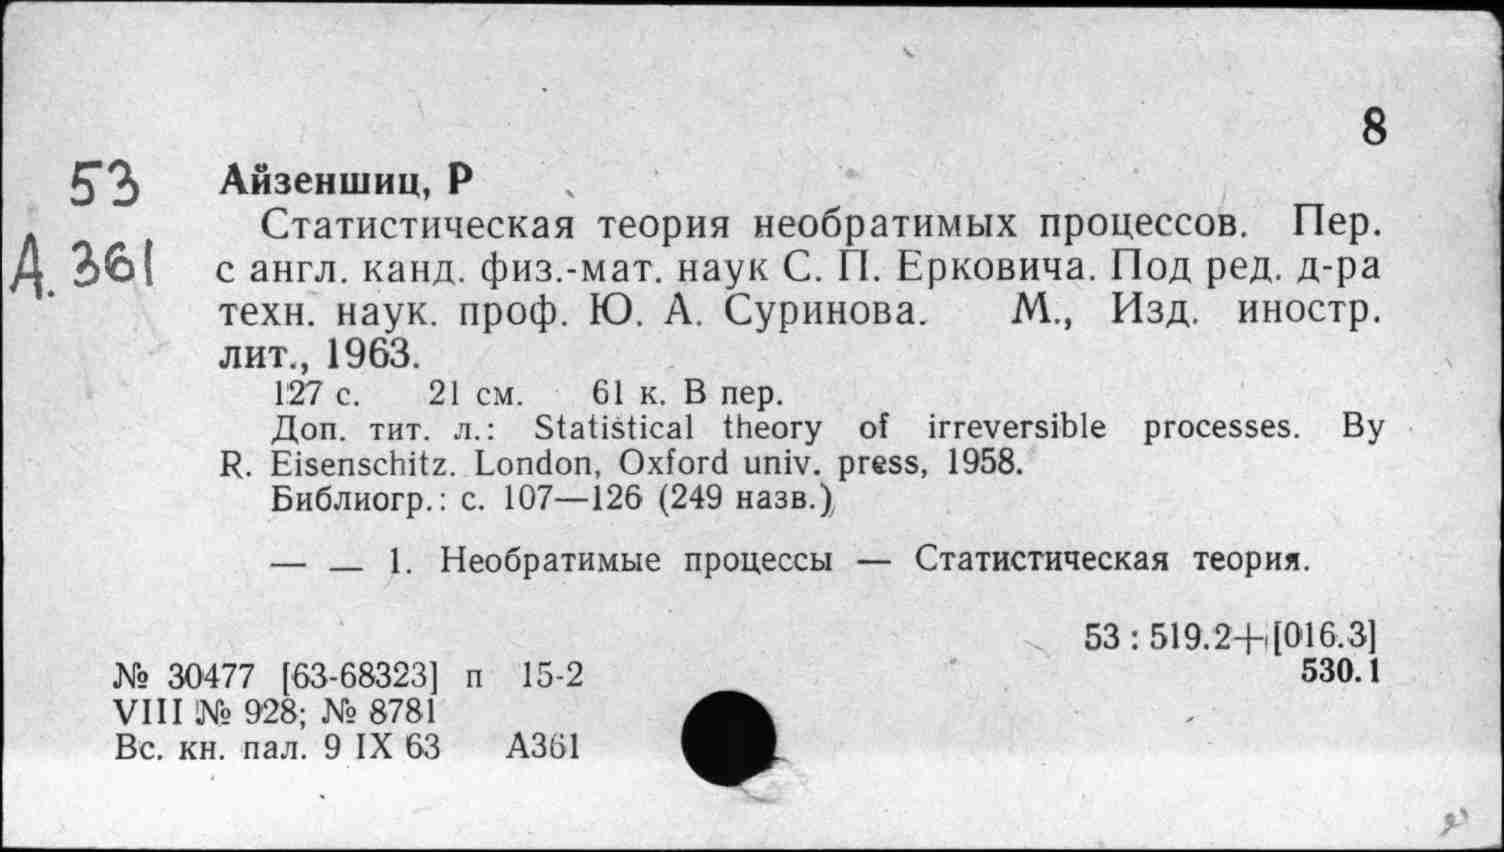 8
53
Айзеншиц, Р
Статистическая теория необратимых процессов. Пер.
Д. 361
с англ. канд. физ.-мат. наук С. П. Ерковича. Под ред. д-ра
техн. наук. проф. Ю. А. Суринова. М., Изд. иностр.
лит., 1963.
127 с. 21 см. 61 к. В пер.
Доп. тит. л.: Statistical theory of irreversible processes. By
R. Eisenschitz. London, Oxford univ. press, 1958.
Библиогр.: с. 107—126 (249 назв.)
— — 1. Необратимые процессы — Статистическая теория.
53 : 519.2+[016.3]
№ 30477 [63-68323] п 15-2
530.1
VIII № 928; № 8781
Вс. кн. пал. 9 IX 63 А361